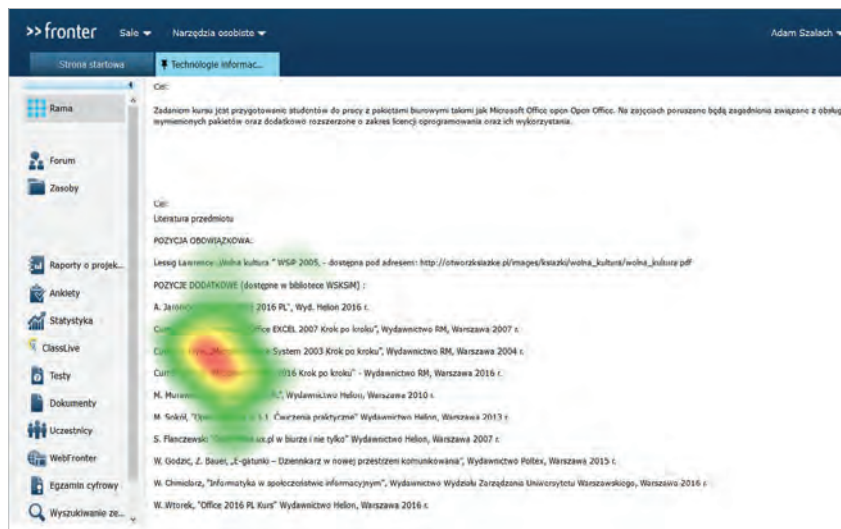 >>fronter Sale Narzędzia osobiste Adam Szalach
Strona startowa Technologie informac...
Cel:
Zadaniem kursu jest przygotowanie studentów do pracy z pakietami biurowymi takimi jak Microsoft Office open Open Office. Na zajęciach poruszane będą zagadnienia związane z obsług
wymienionych pakietów oraz dodatkowo rozszerzone o zakres licencji oprogramowania oraz ich wykorzystania.
Rama
Forum
Zasoby
Raporty o projek...
Ankiety
Statystyka
ClassLive
Testy
Dokumenty
Uczestnicy
WebFronter
Egzamin cyfrowy
Wyszukiwanie ze...
Cel:
Literatura przedmiotu
POZYCJA OBOWIĄZKOWA:
Lessig Lawrence „Wolna kultura " WSiP 2005, - dostępna pod adresem: http://otworzksiazke.pl/images/ksiazki/wolna_kultura/wolna_kultura.pdf
POZYCJE DODATKOWE (dostępne w bibliotece WSKSiM) :
A. 2016 PL", Wyd. Helion 2016 r.
EXCEL 2007 Krok po kroku", Wydawnictwo RM, Warszawa 2007 r.
System 2003 Krok po kroku", Wydawnictwo RM, Warszawa 2004 r.
2016 Krok po kroku" - Wydawnictwo RM, Warszawa 2016 r.
M. Wydawnictwo Helion, Warszawa 2010 r.
M. Sokół, 1.1. Ćwiczenia praktyczne" Wydawnictwo Helion, Warszawa 2013 r.
S. Flanczewski w biurze i nie tylko" Wydawnictwo Helion, Warszawa 2007 r.
W. Godzic, Z. Bauer, „E-gatunki – Dziennikarz w nowej przestrzeni komunikowania", Wydawnictwo Poltex, Warszawa 2015 r.
W. Chmielarz, "Informatyka w społeczeństwie informacyjnym", Wydawnictwo Wydziału Zarządzania Uniwersytetu Warszawskiego, Warszawa 2016 r.
W. Wtorek, "Office 2016 PL Kurs" Wydawnictwo Helion, Warszawa 2016 r.